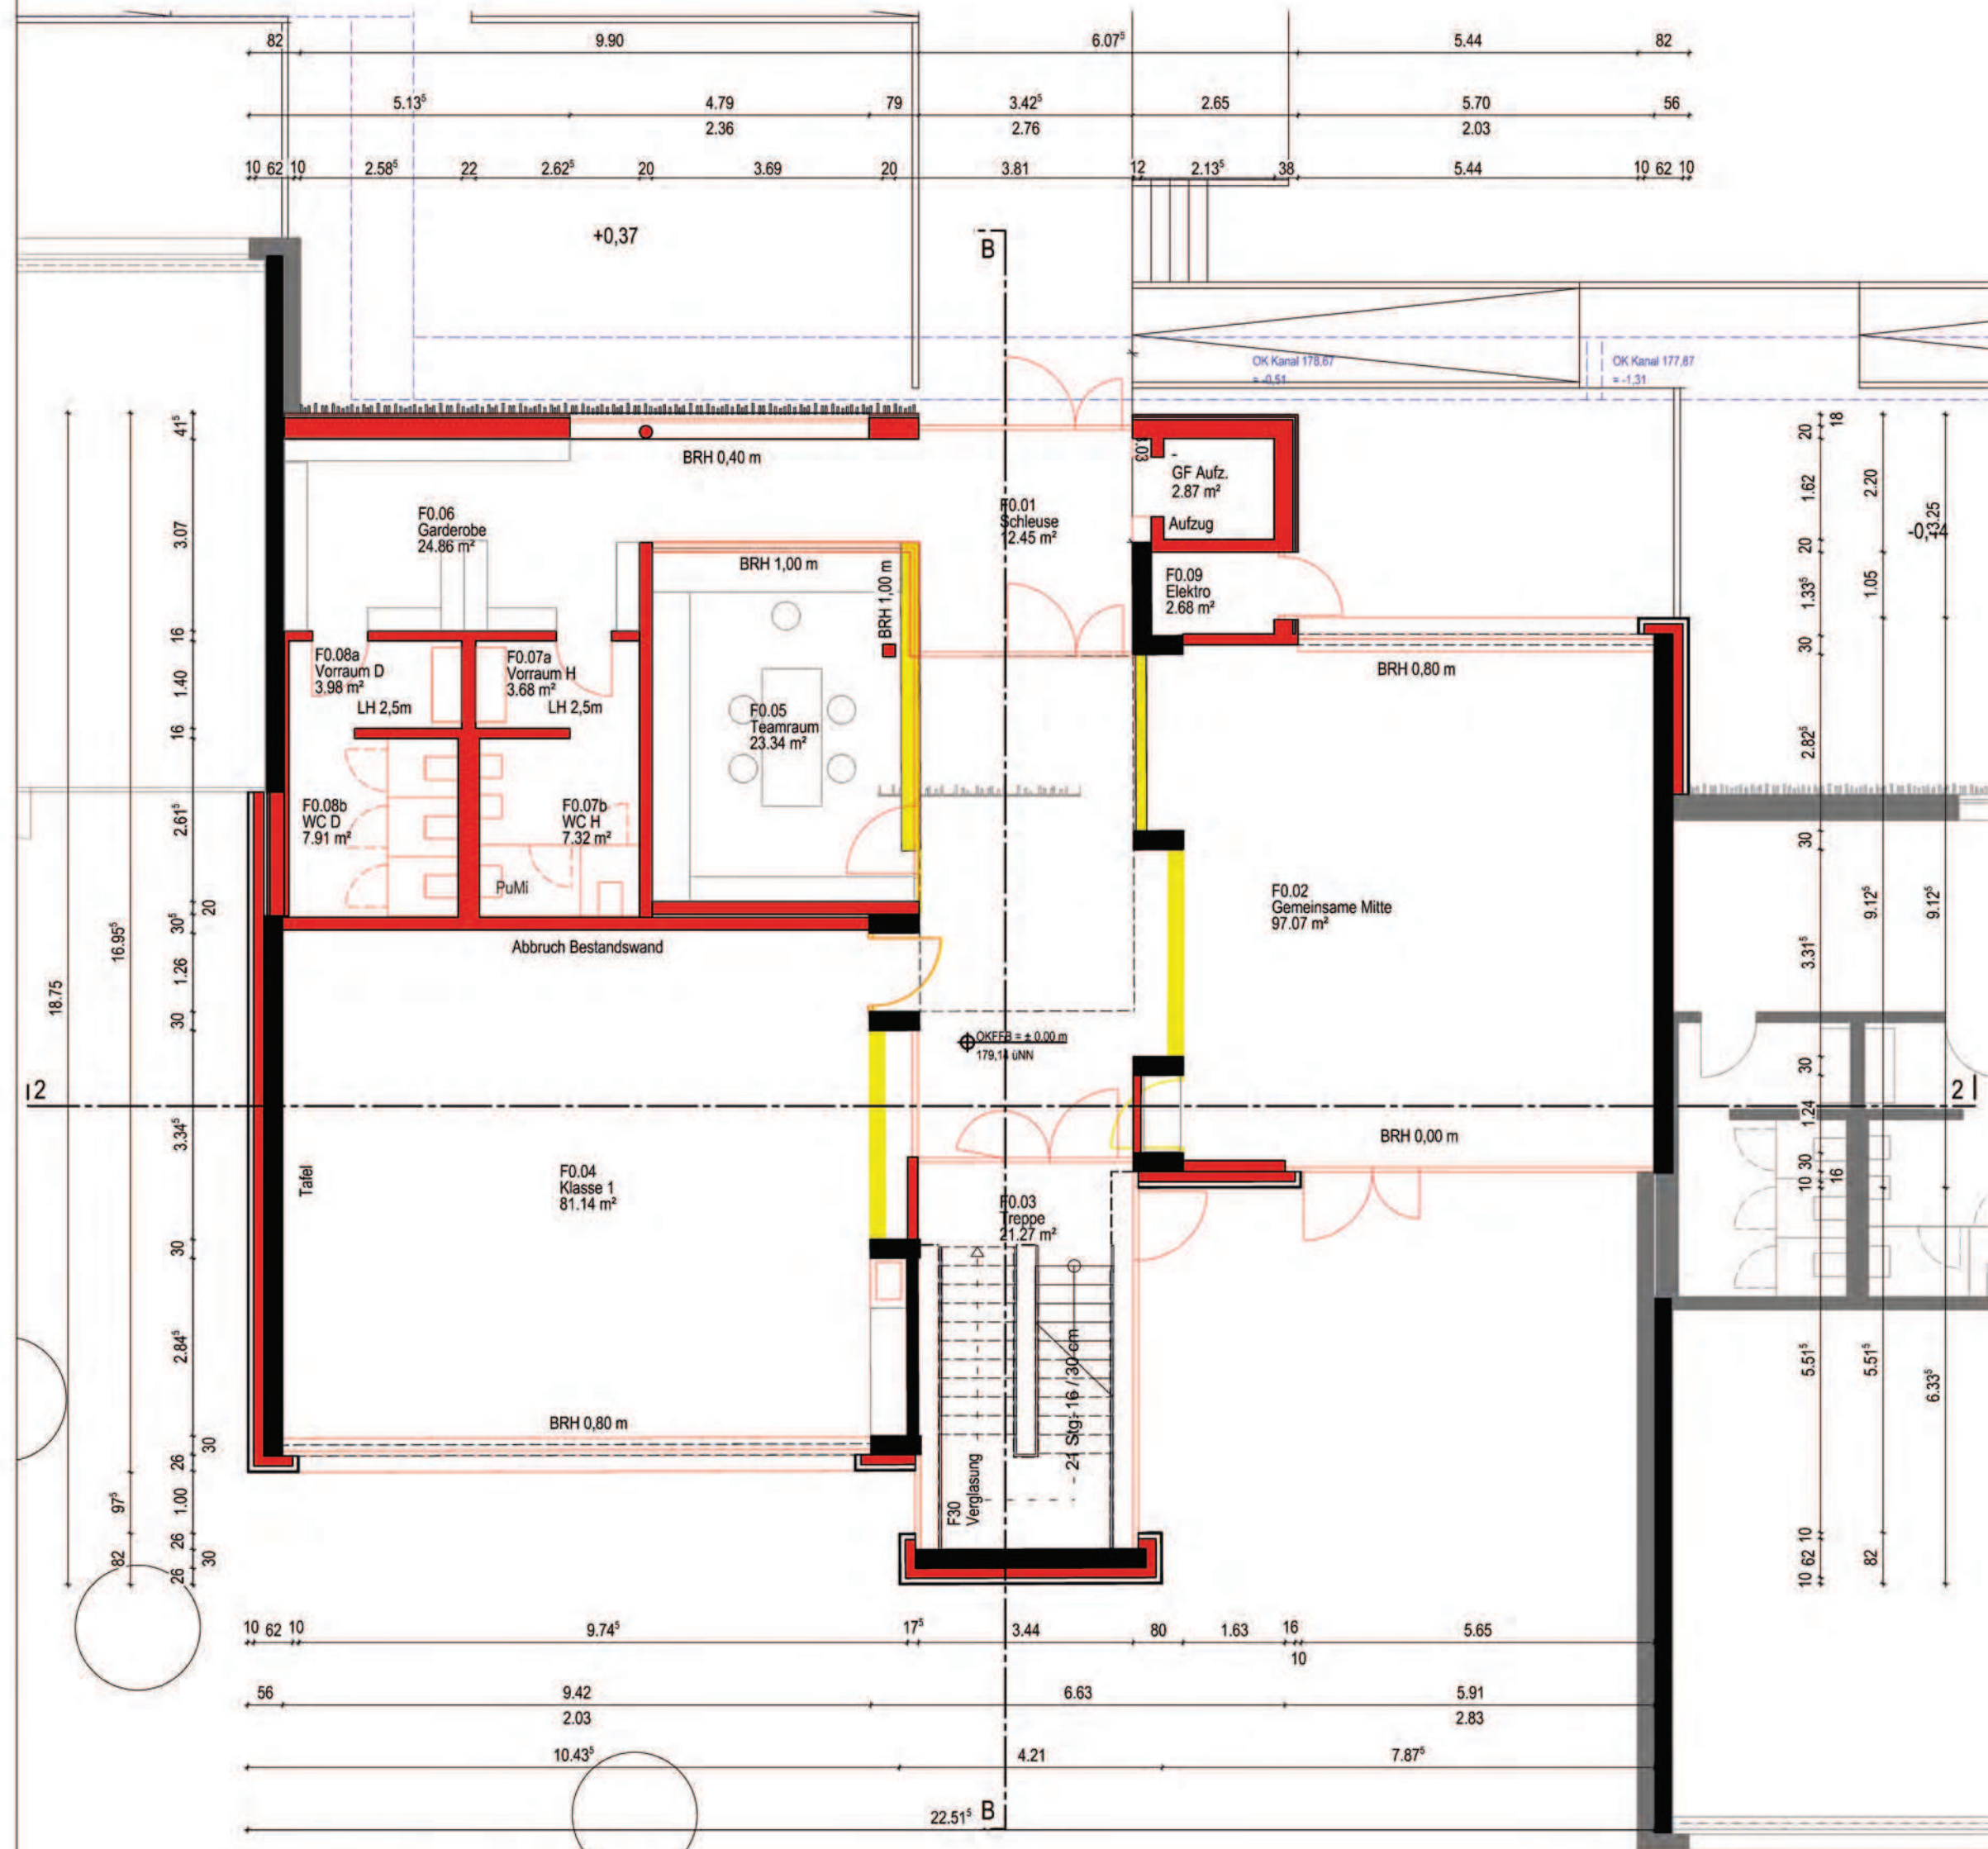 82 9.90 6.07⁵ 5.44 82
5.13⁵ 4.79 79 3.42⁵ 2.65 5.70 56
2.36 2.76 2.03
10 62 10 2.58⁵ 22 2.62⁵ 20 3.69 20 3.81 12 2.13⁵ 38 5.44 10 62 10
+0,37
B
OK Kanal 178,67
= -0,51
OK Kanal 177,87
= -1,31
BRH 0,40 m
3.03
-
GF Aufz.
2.87 m²
Aufzug
F0.06
Garderobe
24.86 m²
F0.01
Schleuse
12.45 m²
BRH 1,00 m
BRH 1,00 m
F0.09
Elektro
2.68 m²
F0.08a
Vorraum D
3.98 m²
LH 2,5m
F0.07a
Vorraum H
3.68 m²
LH 2,5m
BRH 0,80 m
F0.05
Teamraum
23.34 m²
F0.08b
WC D
7.91 m²
F0.07b
WC H
7.32 m²
PuMi
F0.02
Gemeinsame Mitte
97.07 m²
Abbruch Bestandswand
OKFFB = ± 0.00 m
179,14 üNN
2
2
BRH 0,00 m
Tafel
F0.04
Klasse 1
81.14 m²
F0.03
Treppe
21.27 m²
21 Stg. 16 / 30 cm
BRH 0,80 m
F30
Verglasung
18.75
16.95⁵
97⁵
82
41⁵
3.07
16
1.40
16
2.61⁵
20
30⁵
1.26
30
3.34⁵
30
2.84⁵
30
26
1.00
26
30
26
18
20
1.62
20
1.33⁵
30
2.82⁵
30
3.31⁵
30
1.24
30
16
10
5.51⁵
10
62
10
2.20
1.05
9.12⁵
5.51⁵
82
3.25
9.12⁵
6.33⁵
10 62 10 9.74⁵ 17⁵ 3.44 80 1.63 16 5.65
10
56 9.42 6.63 5.91
2.03 2.83
10.43⁵ 4.21 7.87⁵
22.51⁵ B